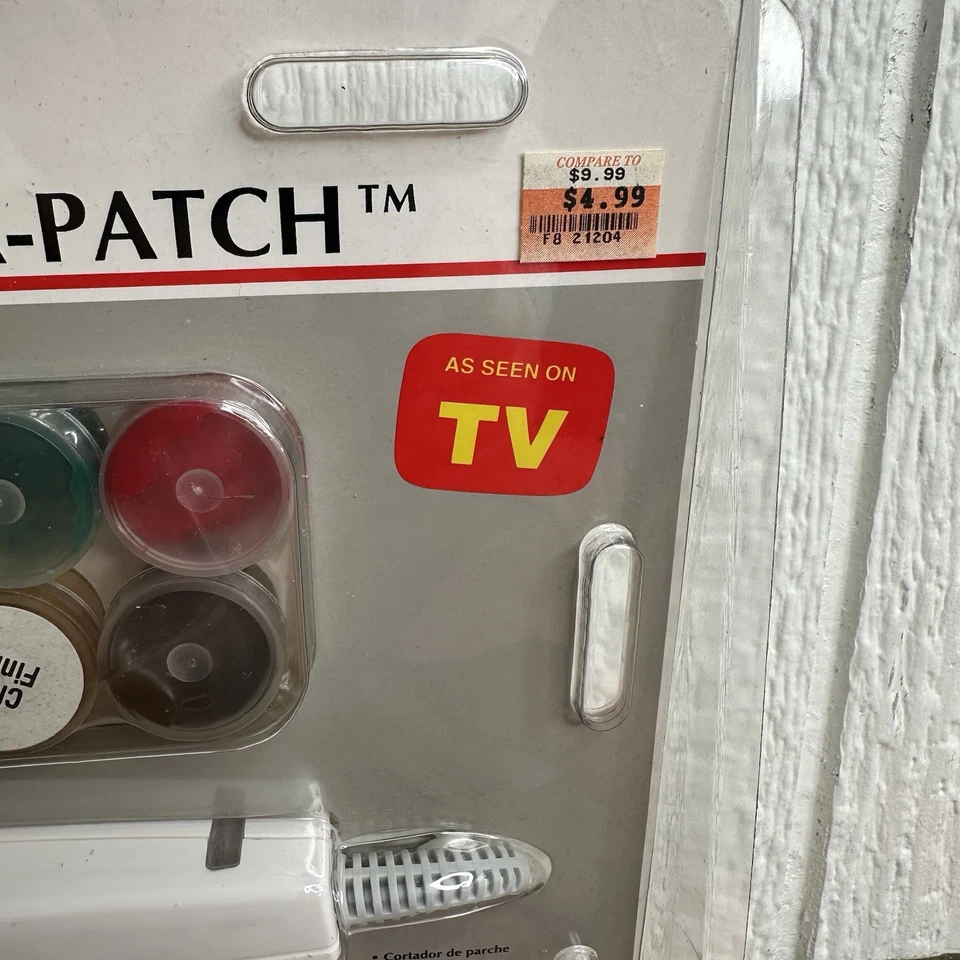 COMPARE TO
$9.99
$4.99
F8 21204
-PATCH™
AS SEEN ON
TV
• Cortador de parche